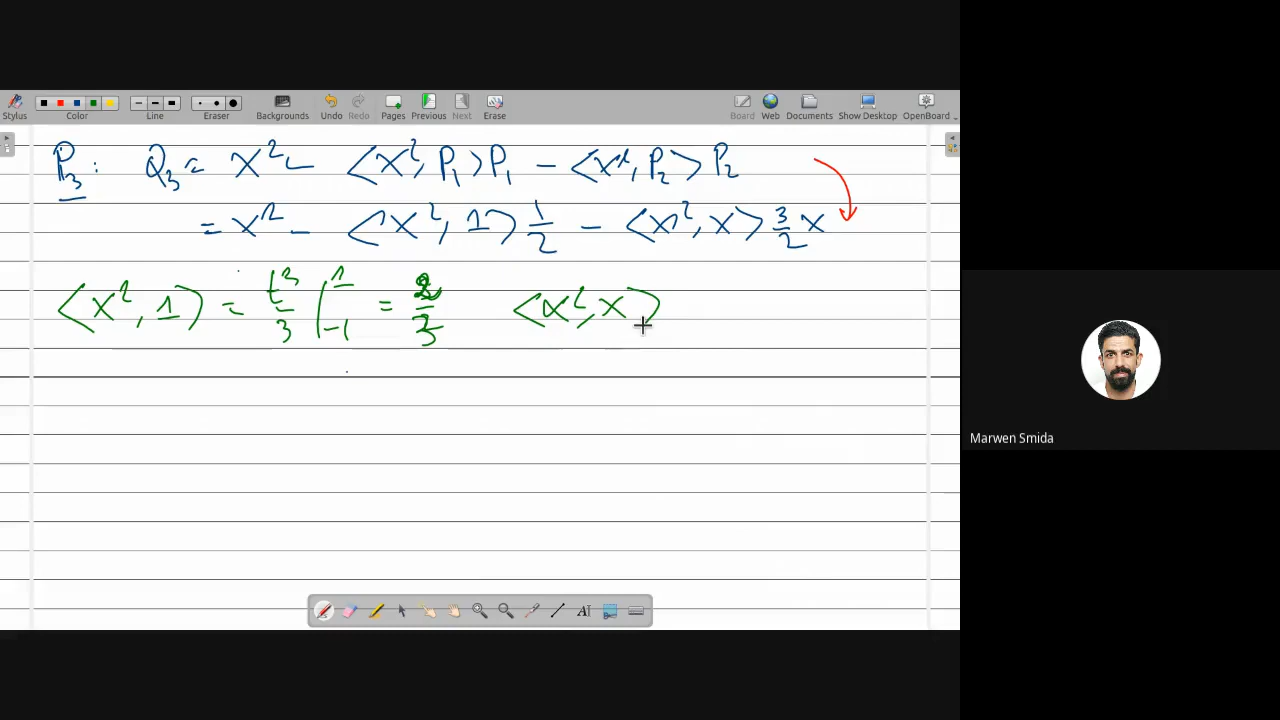 Stylus Color Line Eraser Backgrounds Undo Redo Pages Previous Next Erase Board Web Documents Show Desktop OpenBoard
P₃ : Q₃ = X² − <X², P₁>P₁ − <X², P₂>P₂
= X² − <X², 1> 1/2 − <X², X> 3/2 X
<X², 1> = t³/3 |₋₁¹ = 2/3 <X², X>
Marwen Smida
AI